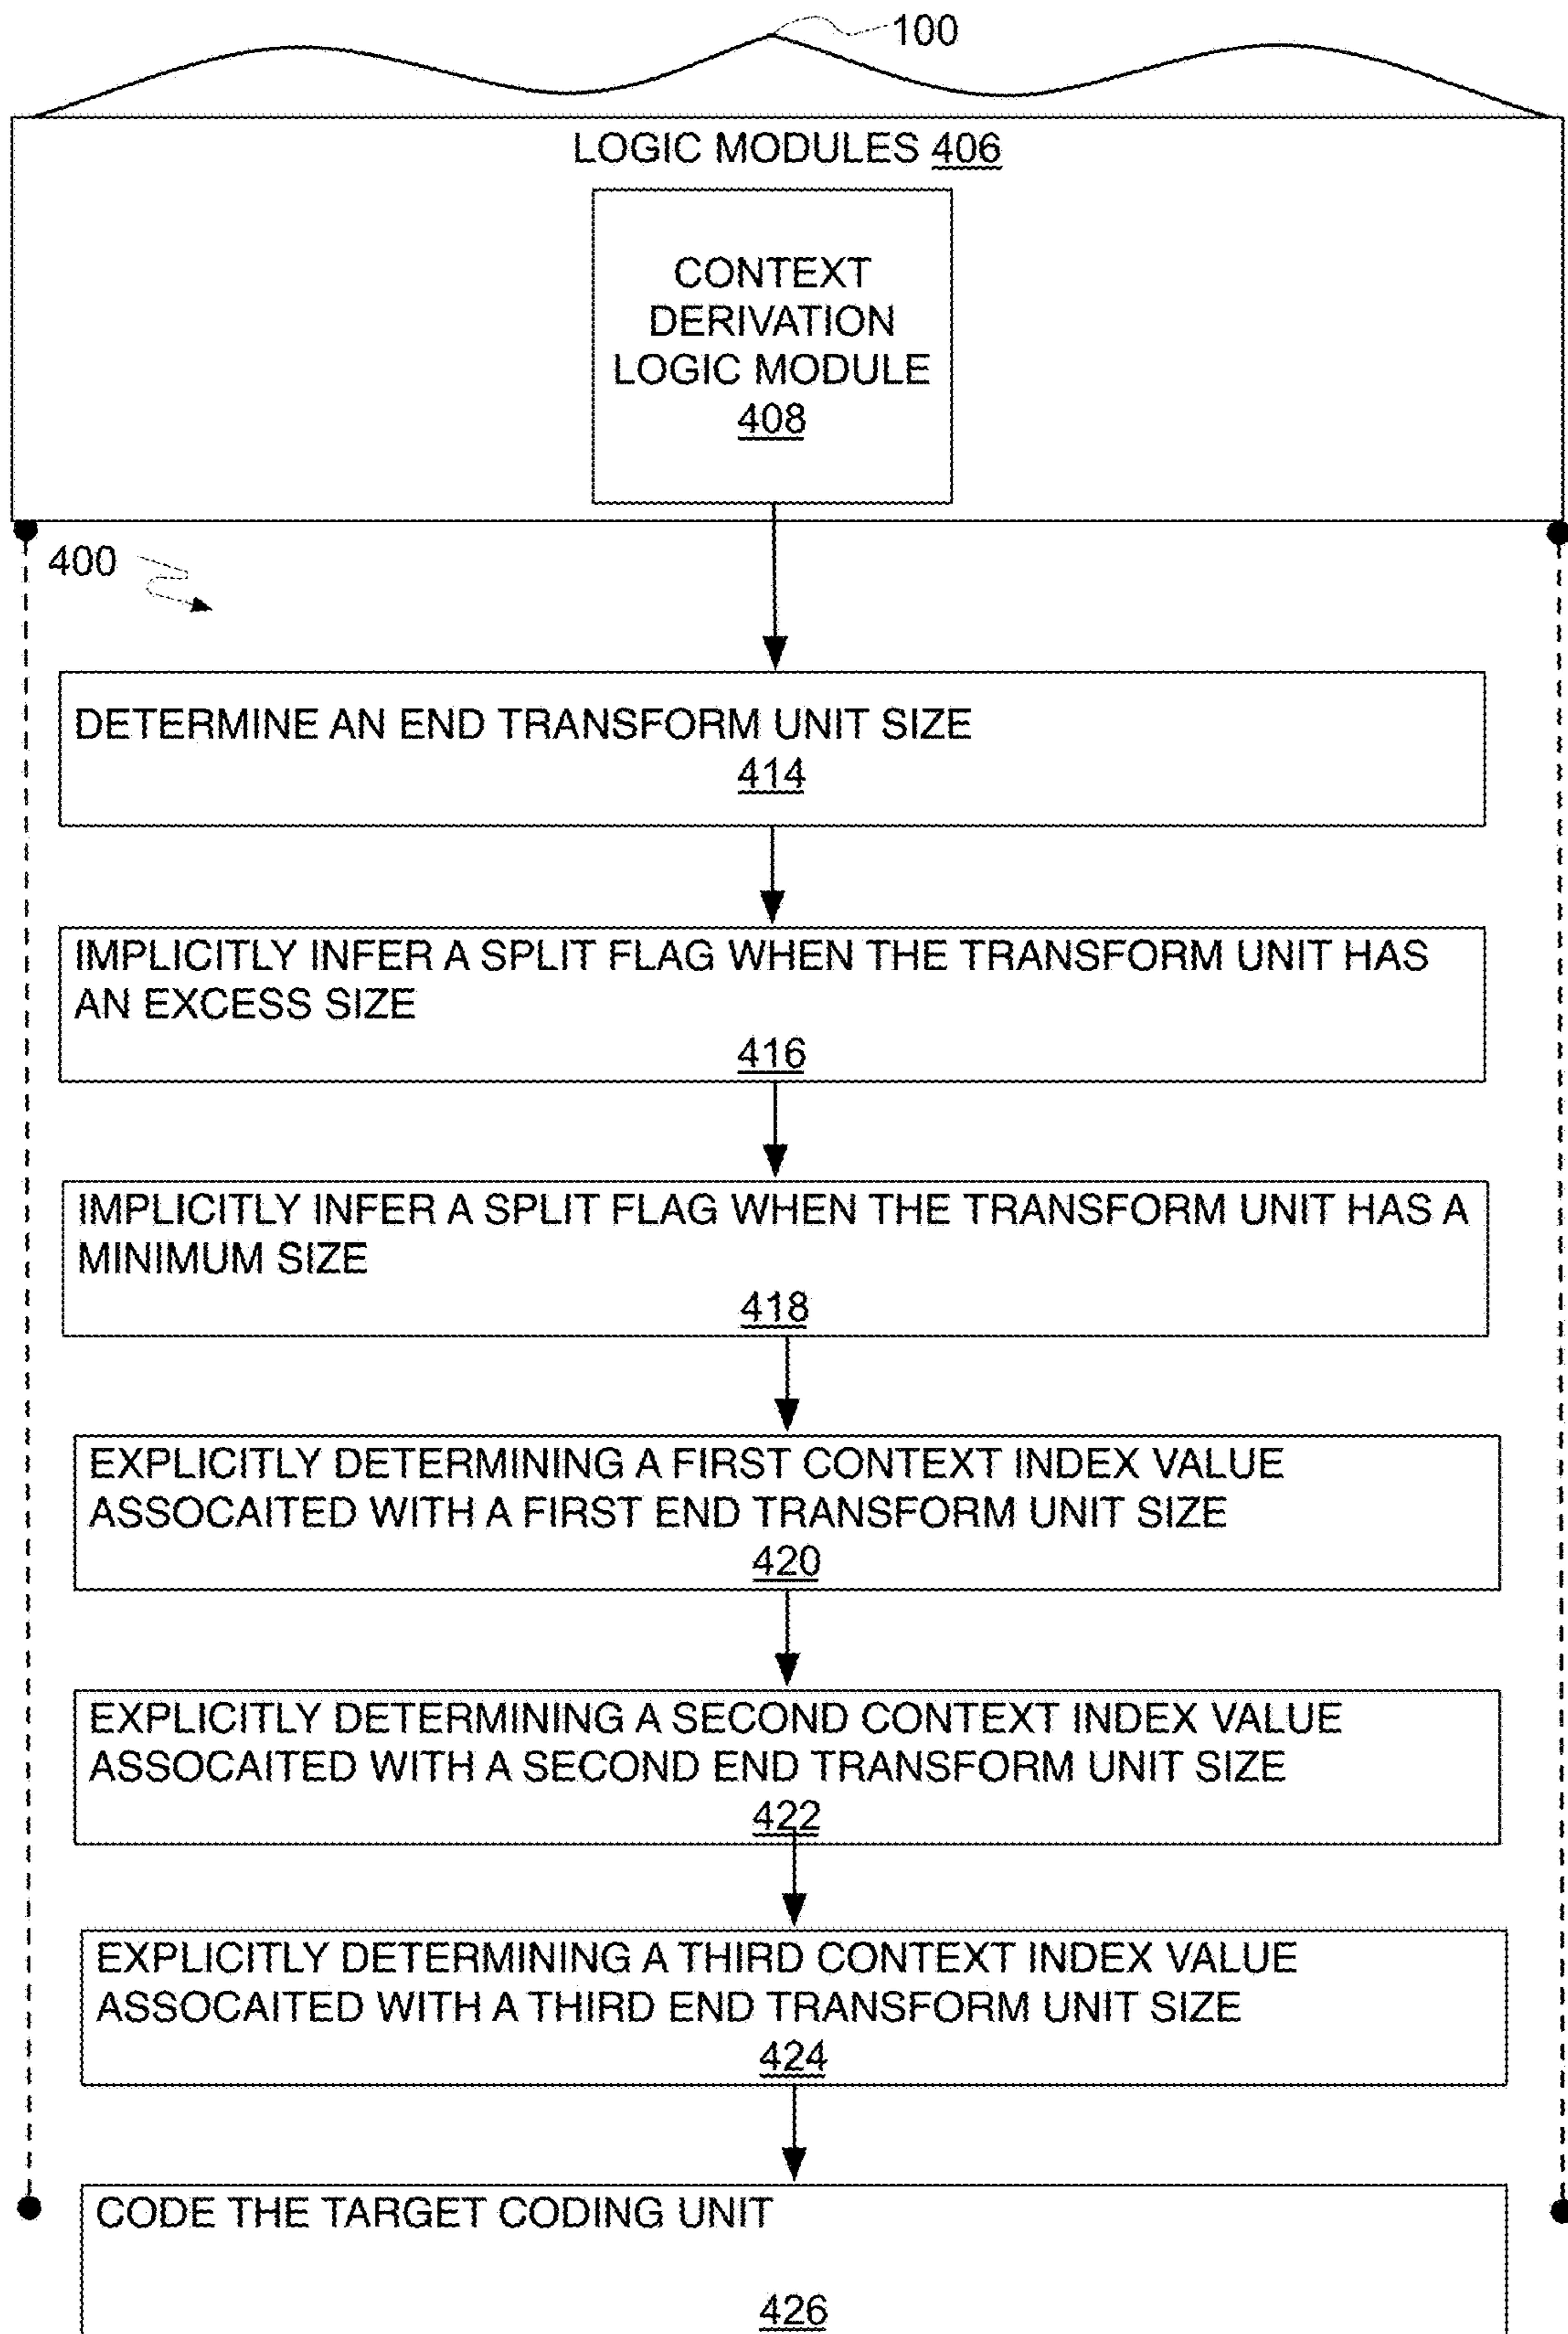 100
LOGIC MODULES 406
CONTEXT
DERIVATION
LOGIC MODULE
408
400
DETERMINE AN END TRANSFORM UNIT SIZE
414
IMPLICITLY INFER A SPLIT FLAG WHEN THE TRANSFORM UNIT HAS
AN EXCESS SIZE
416
IMPLICITLY INFER A SPLIT FLAG WHEN THE TRANSFORM UNIT HAS A
MINIMUM SIZE
418
EXPLICITLY DETERMINING A FIRST CONTEXT INDEX VALUE
ASSOCAITED WITH A FIRST END TRANSFORM UNIT SIZE
420
EXPLICITLY DETERMINING A SECOND CONTEXT INDEX VALUE
ASSOCAITED WITH A SECOND END TRANSFORM UNIT SIZE
422
EXPLICITLY DETERMINING A THIRD CONTEXT INDEX VALUE
ASSOCAITED WITH A THIRD END TRANSFORM UNIT SIZE
424
CODE THE TARGET CODING UNIT
426